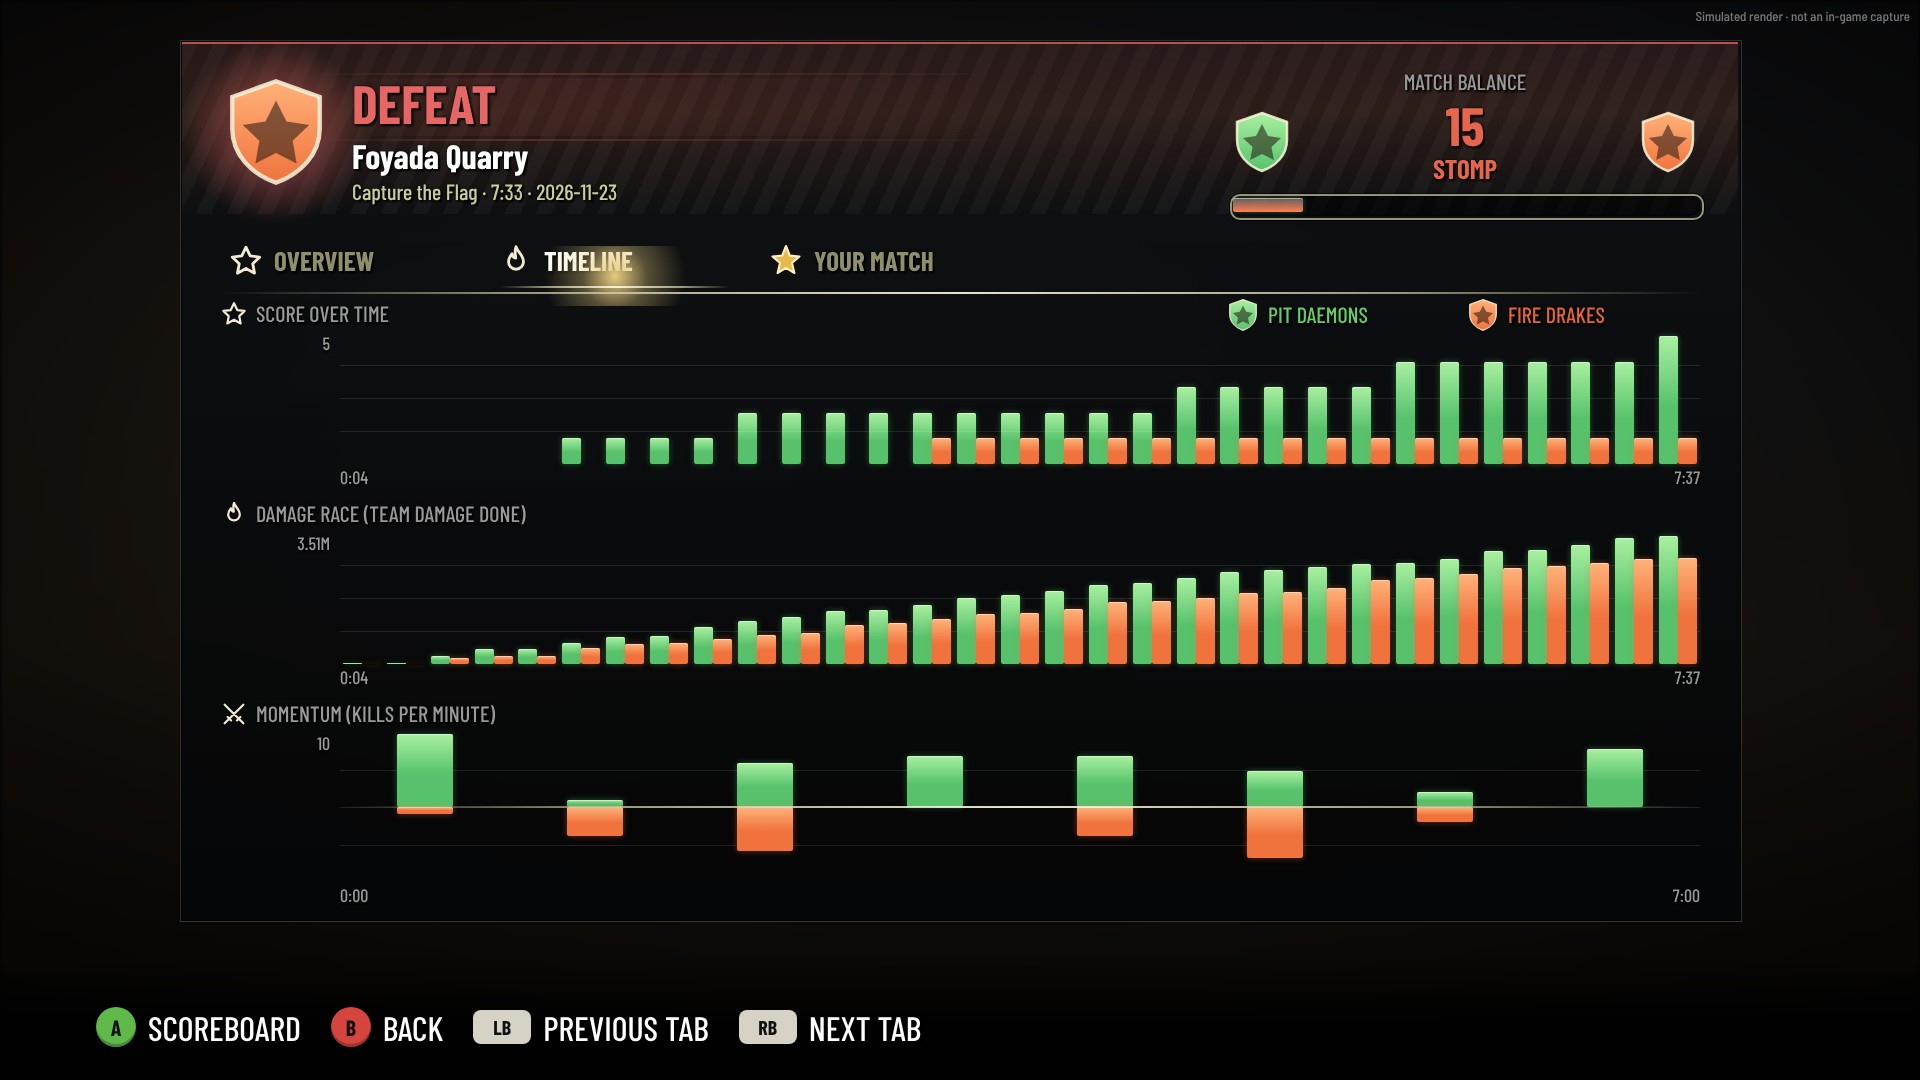 Simulated render · not an in-game capture
DEFEAT
Foyada Quarry
Capture the Flag · 7:33 · 2026-11-23
MATCH BALANCE
15
STOMP
OVERVIEW
TIMELINE
YOUR MATCH
SCORE OVER TIME
PIT DAEMONS
FIRE DRAKES
5
0:04
7:37
DAMAGE RACE (TEAM DAMAGE DONE)
3.51M
0:04
7:37
MOMENTUM (KILLS PER MINUTE)
10
0:00
7:00
A SCOREBOARD
B BACK
LB PREVIOUS TAB
RB NEXT TAB